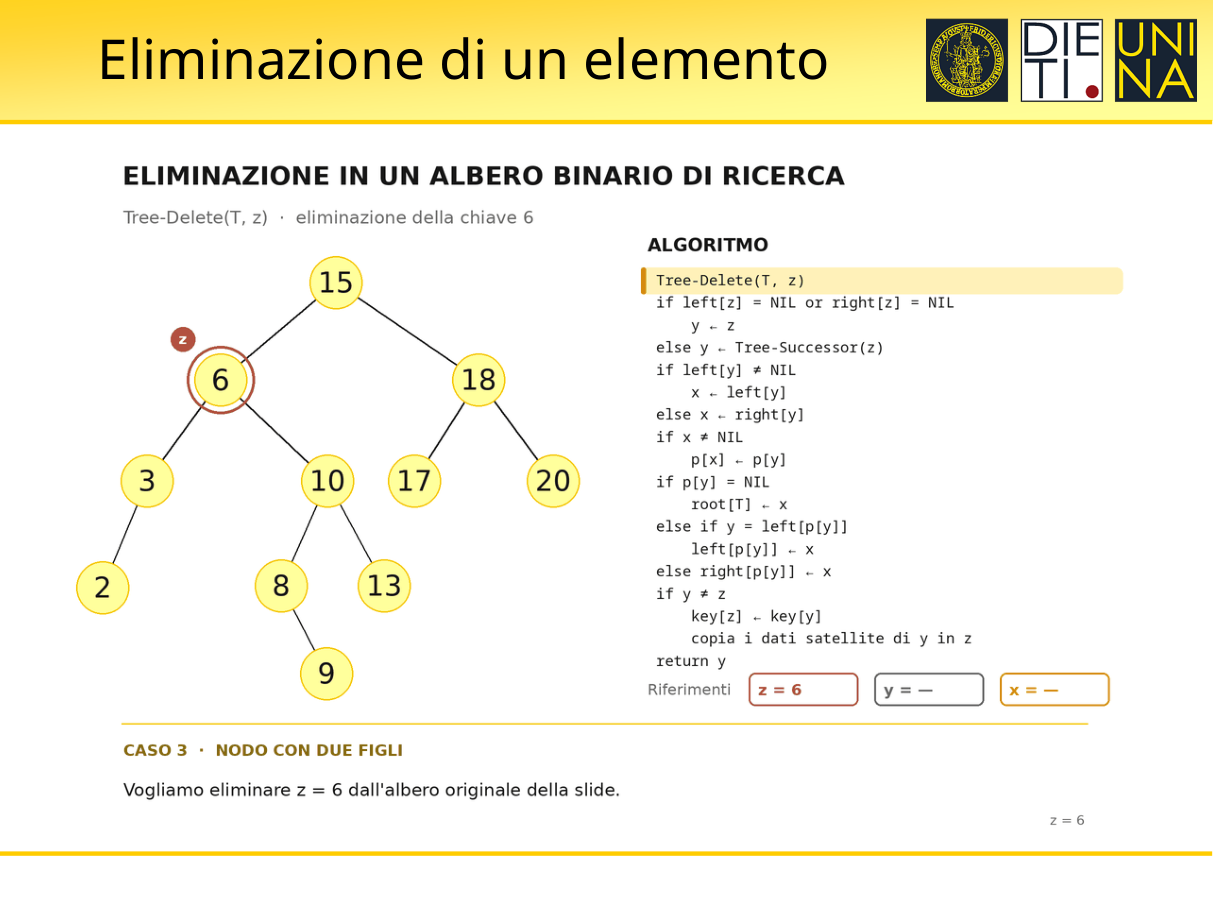 Eliminazione di un elemento
DIE
TI.
UNI
NA
ELIMINAZIONE IN UN ALBERO BINARIO DI RICERCA
Tree-Delete(T, z) · eliminazione della chiave 6
15
z
6
18
3
10
17
20
2
8
13
9
ALGORITMO
Tree-Delete(T, z)
if left[z] = NIL or right[z] = NIL
y ← z
else y ← Tree-Successor(z)
if left[y] ≠ NIL
x ← left[y]
else x ← right[y]
if x ≠ NIL
p[x] ← p[y]
if p[y] = NIL
root[T] ← x
else if y = left[p[y]]
left[p[y]] ← x
else right[p[y]] ← x
if y ≠ z
key[z] ← key[y]
copia i dati satellite di y in z
return y
Riferimenti z = 6 y = — x = —
CASO 3 · NODO CON DUE FIGLI
Vogliamo eliminare z = 6 dall'albero originale della slide.
z = 6